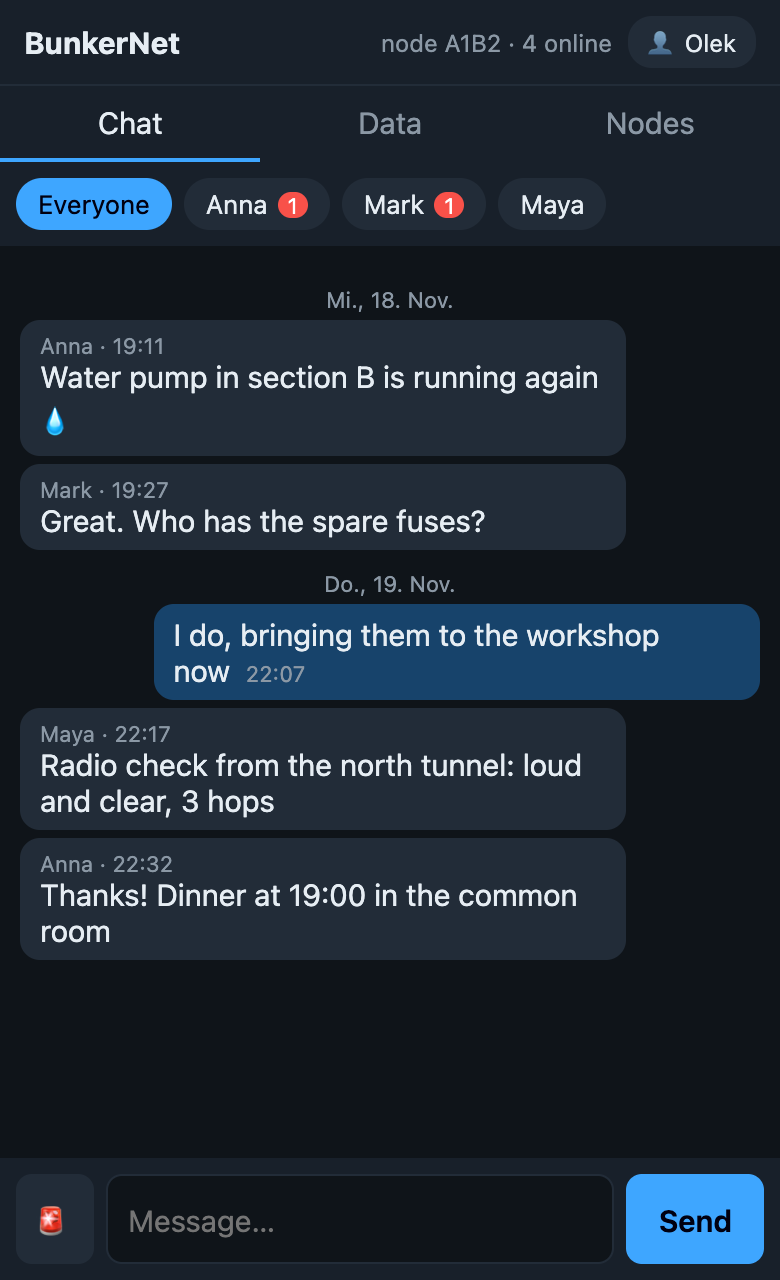 BunkerNet
node A1B2 · 4 online
👤 Olek
Chat
Data
Nodes
Everyone
Anna 1
Mark 1
Maya
Mi., 18. Nov.
Anna · 19:11
Water pump in section B is running again
💧
Mark · 19:27
Great. Who has the spare fuses?
Do., 19. Nov.
I do, bringing them to the workshop
now 22:07
Maya · 22:17
Radio check from the north tunnel: loud
and clear, 3 hops
Anna · 22:32
Thanks! Dinner at 19:00 in the common
room
🚨
Message…
Send